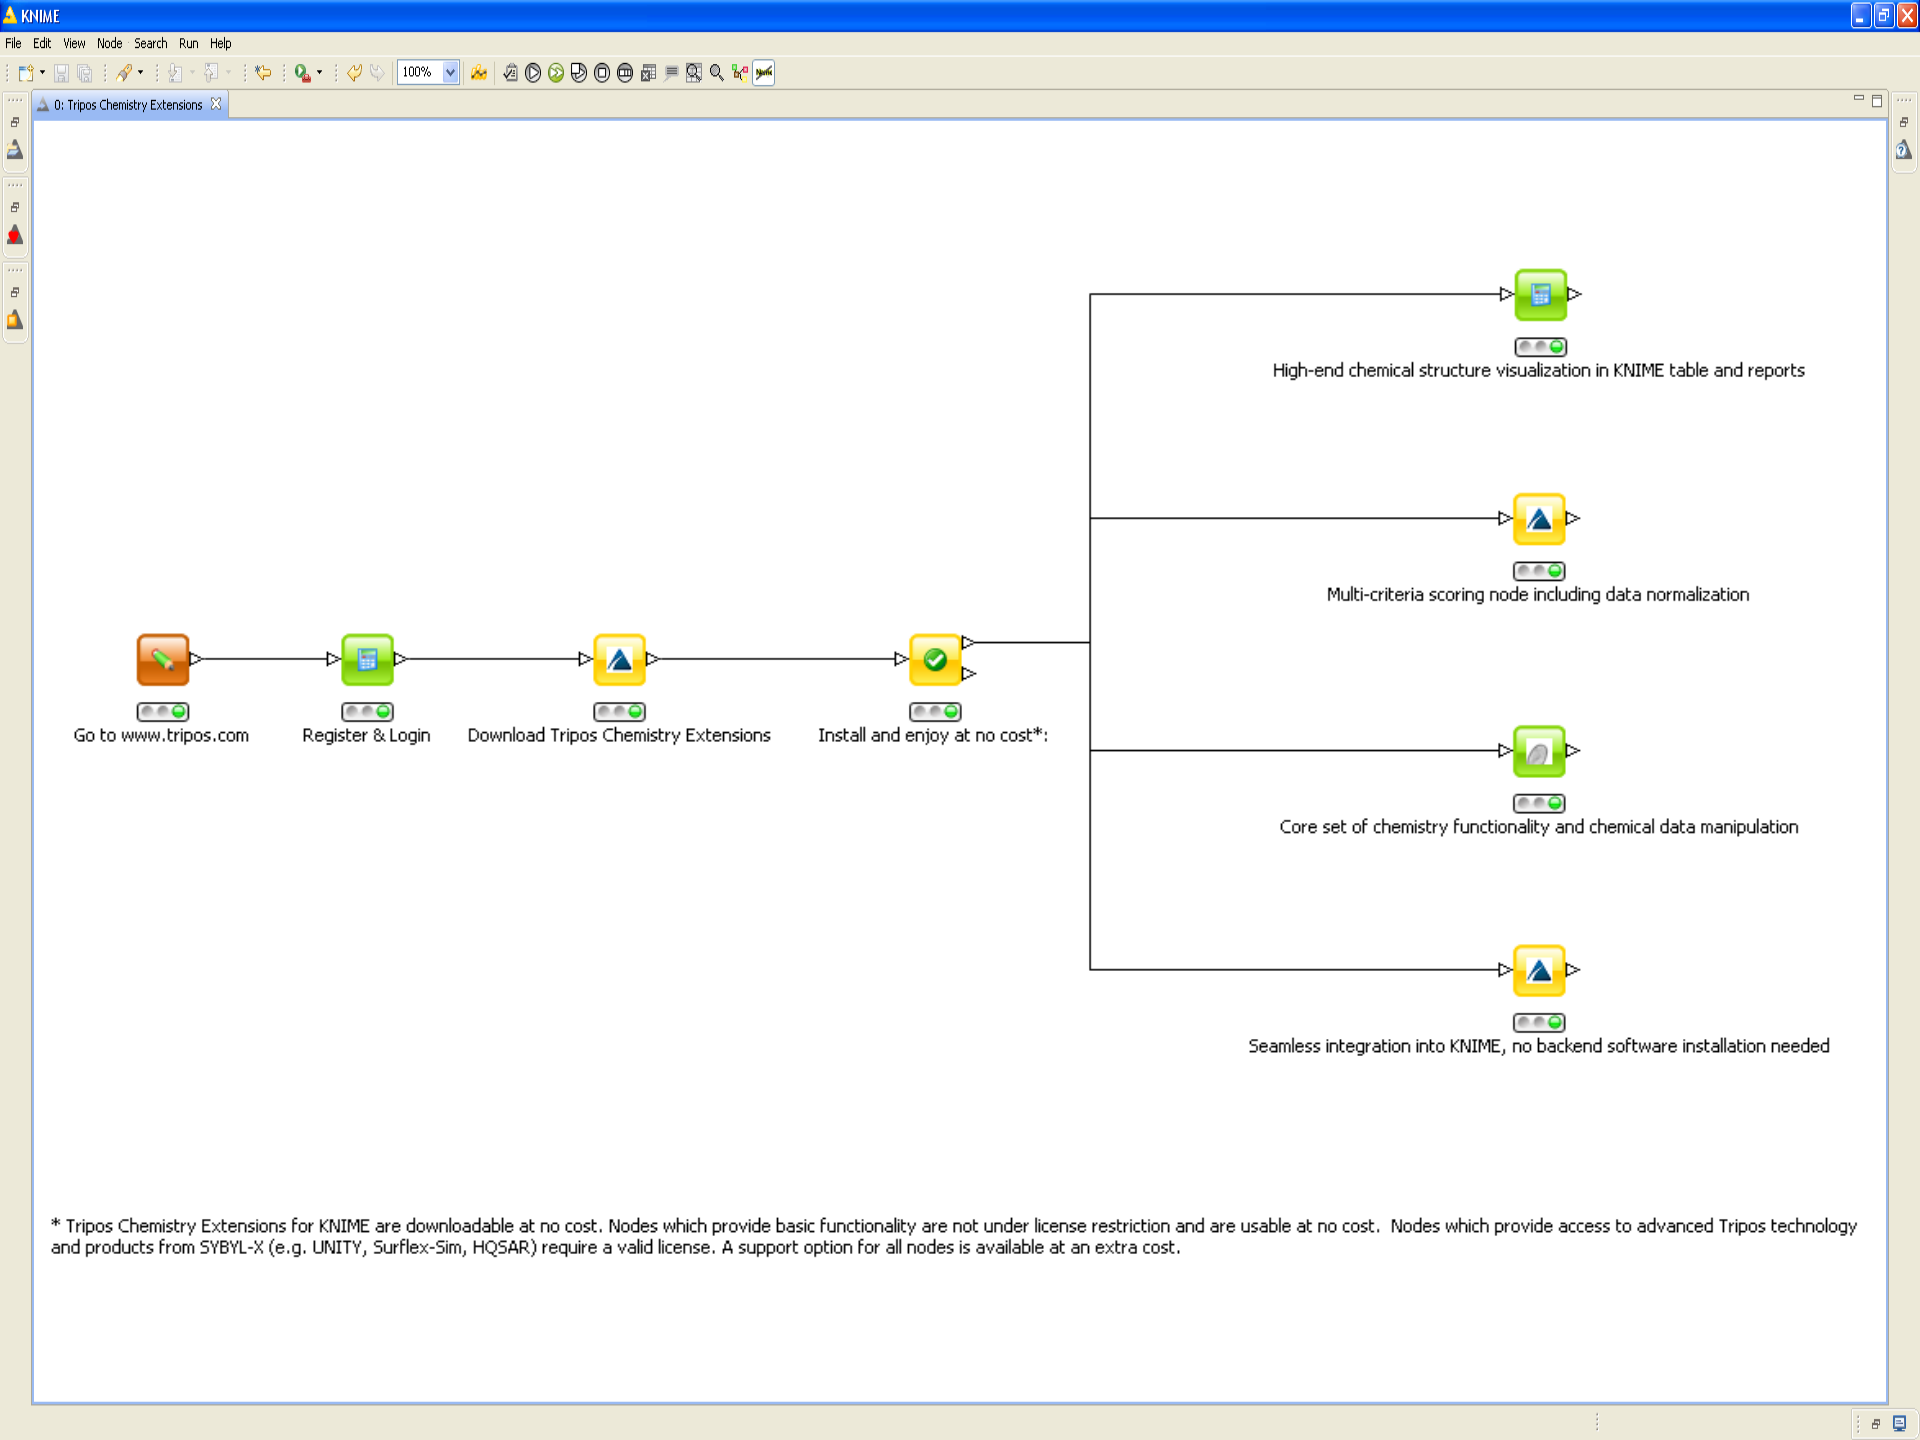 KNIME
File Edit View Node Search Run Help
100%
0: Tripos Chemistry Extensions
High-end chemical structure visualization in KNIME table and reports
Multi-criteria scoring node including data normalization
Go to www.tripos.com
Register & Login
Download Tripos Chemistry Extensions
Install and enjoy at no cost*:
Core set of chemistry functionality and chemical data manipulation
Seamless integration into KNIME, no backend software installation needed
* Tripos Chemistry Extensions for KNIME are downloadable at no cost. Nodes which provide basic functionality are not under license restriction and are usable at no cost.  Nodes which provide access to advanced Tripos technology
and products from SYBYL-X (e.g. UNITY, Surflex-Sim, HQSAR) require a valid license. A support option for all nodes is available at an extra cost.